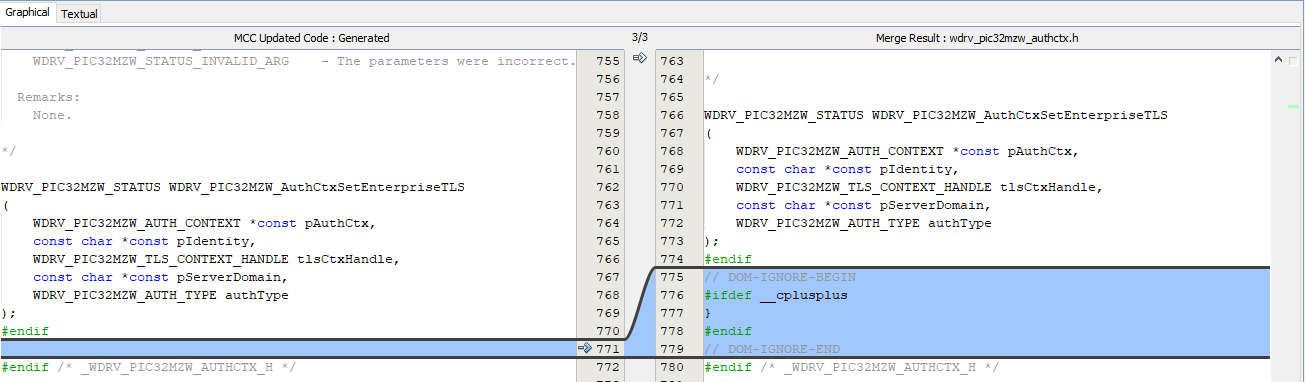 Graphical Textual
MCC Updated Code : Generated 3/3 Merge Result : wdrv_pic32mzw_authctx.h
WDRV_PIC32MZW_STATUS_INVALID_ARG    - The parameters were incorrect. 755
756
Remarks: 757
None. 758
759
*/ 760
761
WDRV_PIC32MZW_STATUS WDRV_PIC32MZW_AuthCtxSetEnterpriseTLS 762
( 763
WDRV_PIC32MZW_AUTH_CONTEXT *const pAuthCtx, 764
const char *const pIdentity, 765
WDRV_PIC32MZW_TLS_CONTEXT_HANDLE tlsCtxHandle, 766
const char *const pServerDomain, 767
WDRV_PIC32MZW_AUTH_TYPE authType 768
); 769
#endif 770
771
#endif /* _WDRV_PIC32MZW_AUTHCTX_H */ 772
763
764 */
765
766 WDRV_PIC32MZW_STATUS WDRV_PIC32MZW_AuthCtxSetEnterpriseTLS
767 (
768 WDRV_PIC32MZW_AUTH_CONTEXT *const pAuthCtx,
769 const char *const pIdentity,
770 WDRV_PIC32MZW_TLS_CONTEXT_HANDLE tlsCtxHandle,
771 const char *const pServerDomain,
772 WDRV_PIC32MZW_AUTH_TYPE authType
773 );
774 #endif
775 // DOM-IGNORE-BEGIN
776 #ifdef __cplusplus
777 }
778 #endif
779 // DOM-IGNORE-END
780 #endif /* _WDRV_PIC32MZW_AUTHCTX_H */